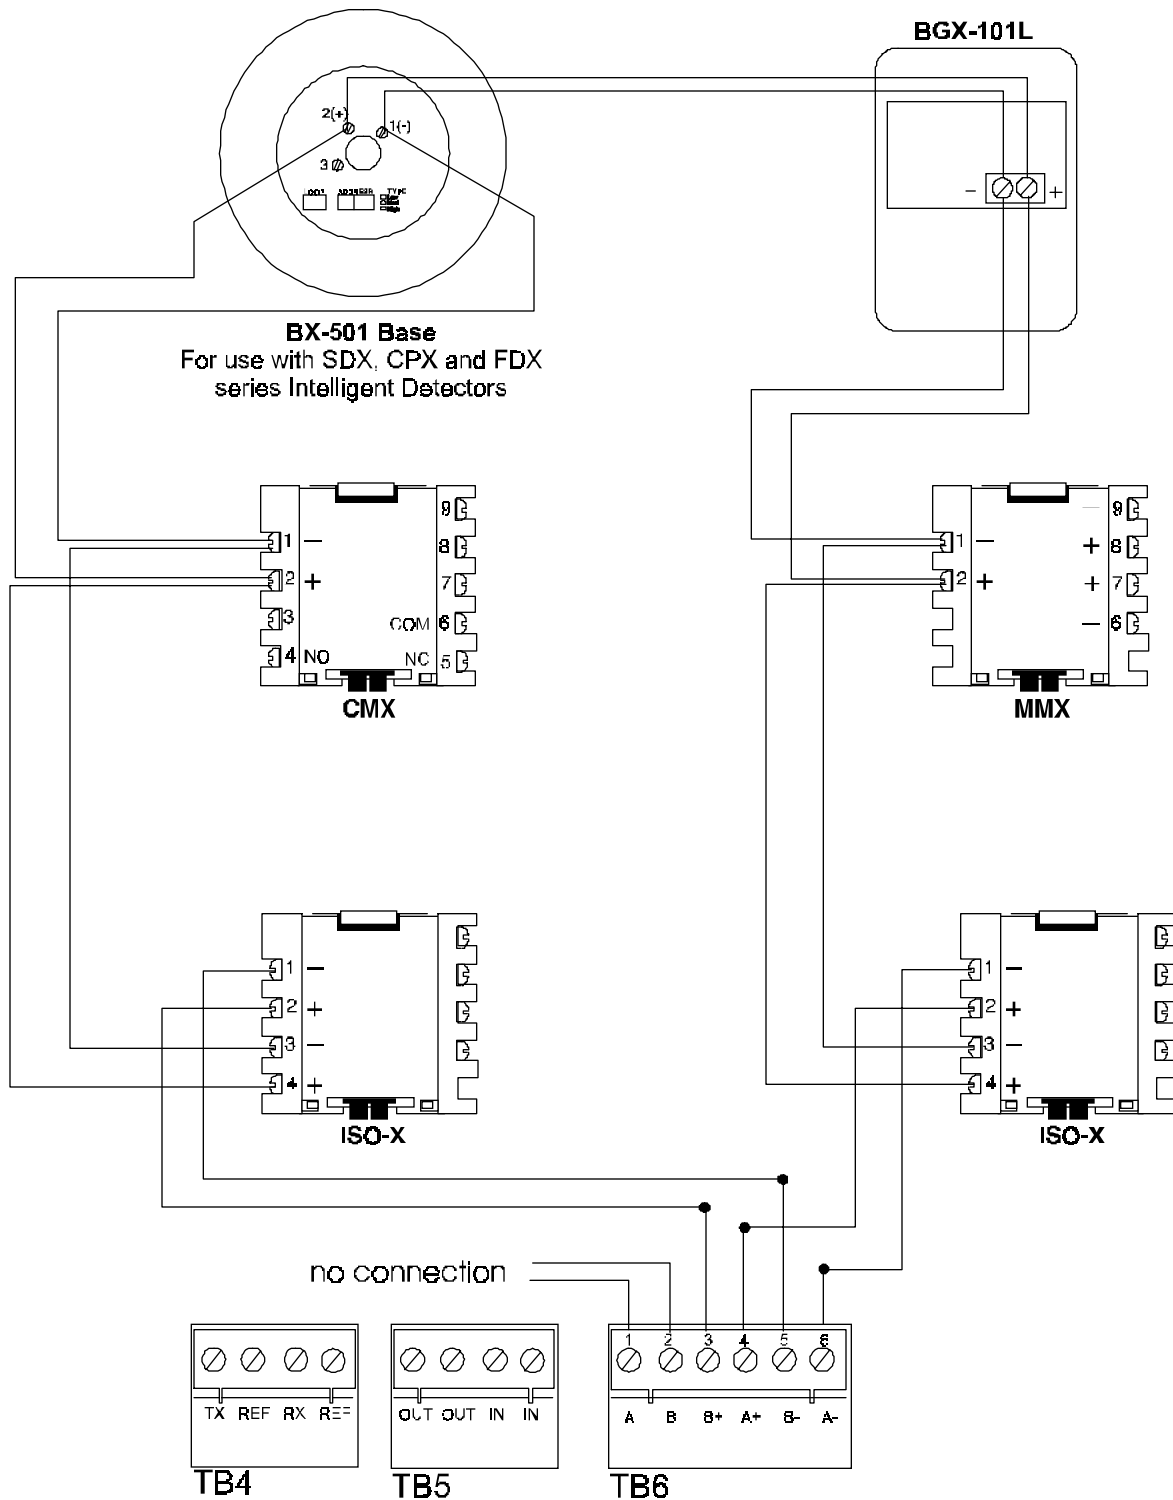 BGX-101L
2(+)
1(-)
3
TYPE
- +
BX-501 Base
For use with SDX, CPX and FDX
series Intelligent Detectors
1 −
2 +
3
4 NO
9
8
7
COM 6
NC 5
CMX
1 −
2 +
− 9
+ 8
+ 7
− 6
MMX
1 −
2 +
3 −
4 +
ISO-X
1 −
2 +
3 −
4 +
ISO-X
no connection
1 2 3 4 5 6
TX REF RX REF
OUT OUT IN IN
A B B+ A+ B- A-
TB4
TB5
TB6